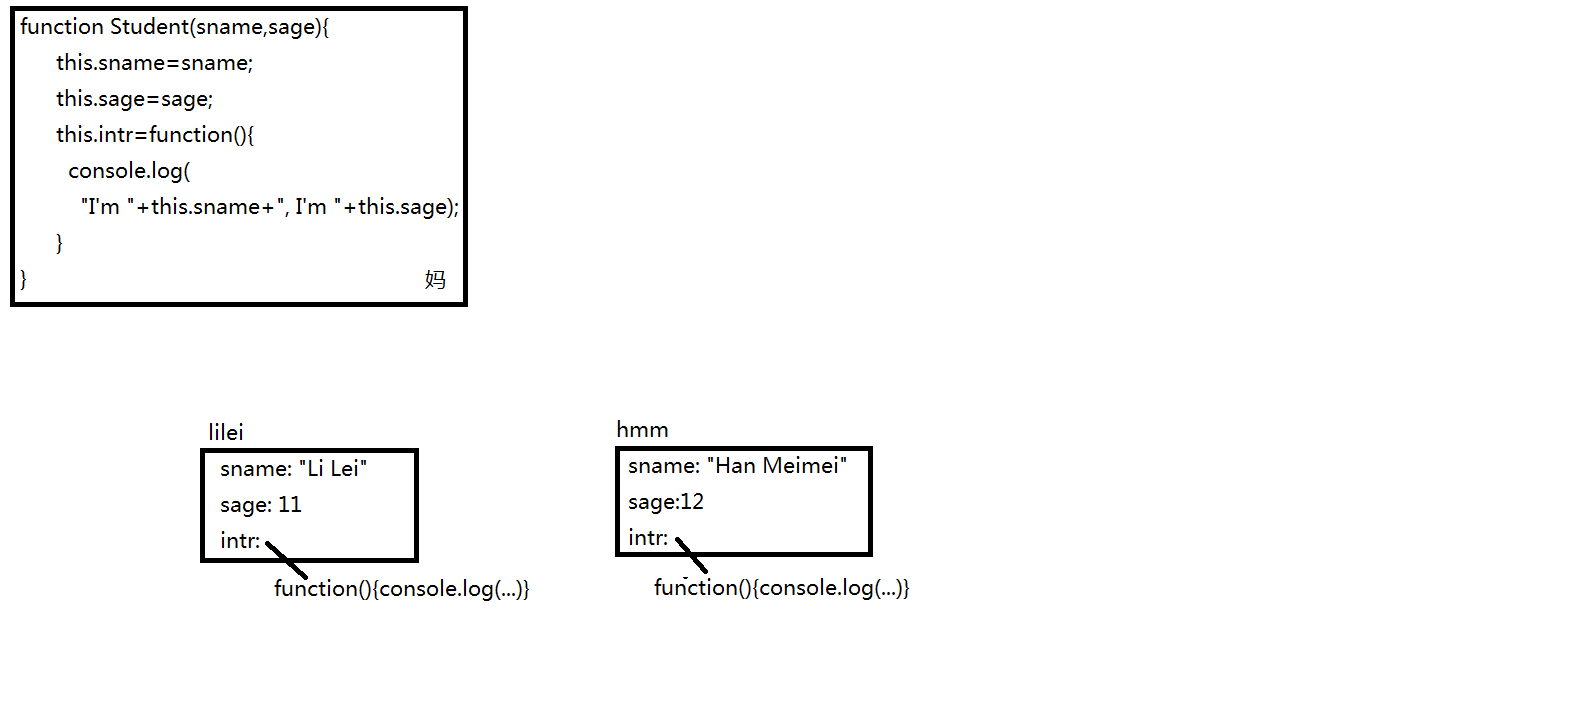 function Student(sname,sage){
this.sname=sname;
this.sage=sage;
this.intr=function(){
console.log(
"I'm "+this.sname+", I'm "+this.sage);
}
} 妈
lilei
sname: "Li Lei"
sage: 11
intr:
function(){console.log(...)}
hmm
sname: "Han Meimei"
sage:12
intr:
function(){console.log(...)}